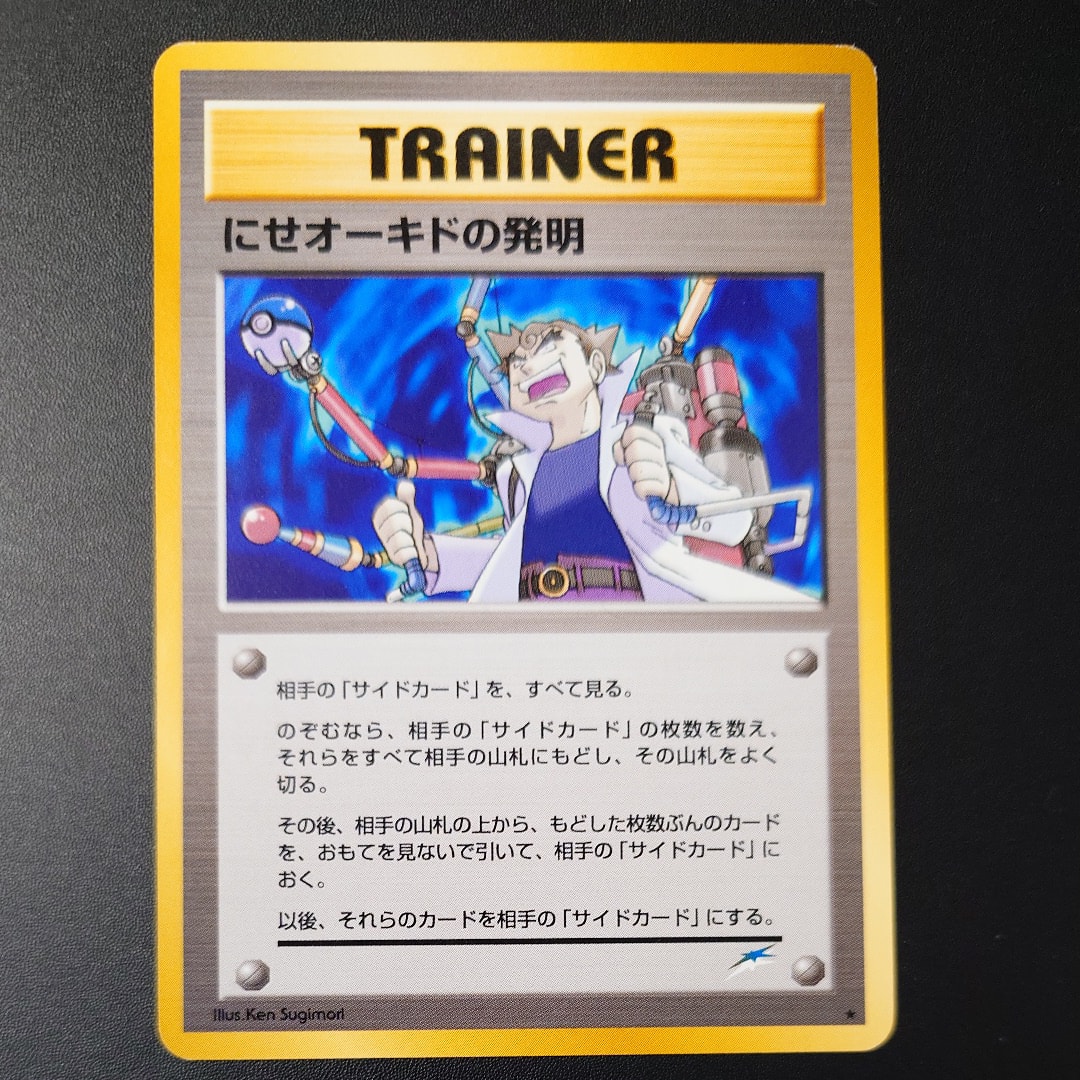 TRAINER
にせオーキドの発明
相手の「サイドカード」を、すべて見る。
のぞむなら、相手の「サイドカード」の枚数を数え、
それらをすべて相手の山札にもどし、その山札をよく
切る。
その後、相手の山札の上から、もどした枚数ぶんのカード
を、おもてを見ないで引いて、相手の「サイドカード」に
おく。
以後、それらのカードを相手の「サイドカード」にする。
Illus.Ken Sugimori
★